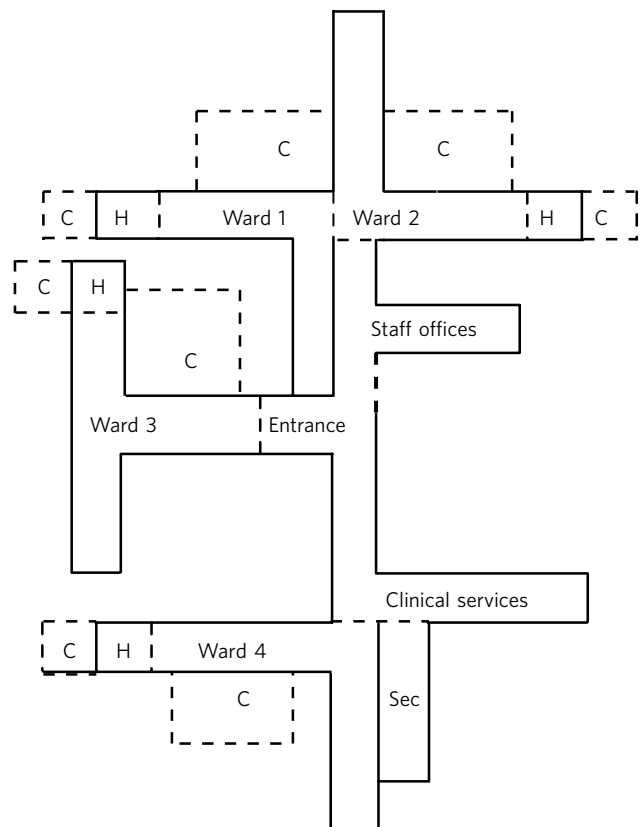 C C
C H Ward 1 Ward 2 H C
C H
Staff offices
C
Ward 3 Entrance
Clinical services
C H Ward 4
C Sec